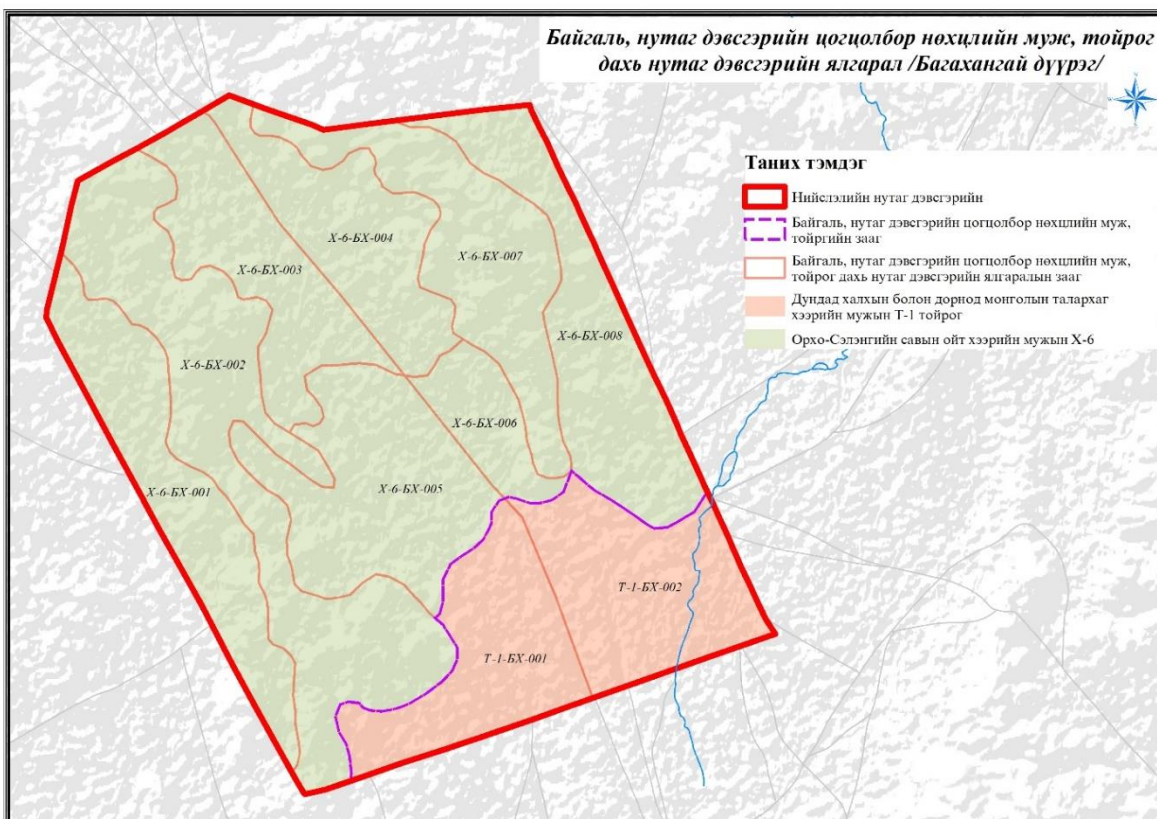 Байгаль, нутаг дэвсгэрийн цогцолбор нөхцлийн муж, тойрог
дахь нутаг дэвсгэрийн ялгарал /Багахангай дүүрэг/
Таних тэмдэг
Нийслэлийн нутаг дэвсгэрийн
Байгаль, нутаг дэвсгэрийн цогцолбор нөхцлийн муж,
тойргийн зааг
Байгаль, нутаг дэвсгэрийн цогцолбор нөхцлийн муж,
тойрог дахь нутаг дэвсгэрийн ялгаралын зааг
Дундад халхын болон дорнод монголын талархаг
хээрийн мужын Т-1 тойрог
Орхо-Сэлэнгийн савын ойт хээрийн мужын Х-6
Х-6-БХ-004
Х-6-БХ-007
Х-6-БХ-003
Х-6-БХ-008
Х-6-БХ-002
Х-6-БХ-006
Х-6-БХ-005
Х-6-БХ-001
Т-1-БХ-002
Т-1-БХ-001